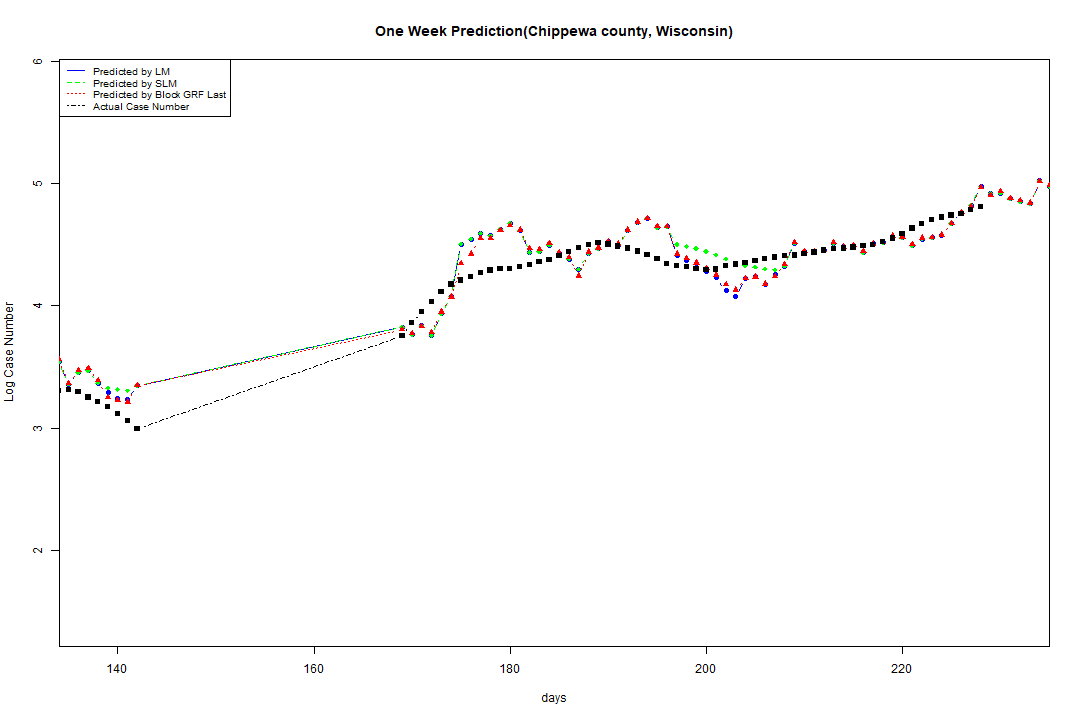 One Week Prediction(Chippewa county, Wisconsin)
Predicted by LM
Predicted by SLM
Predicted by Block GRF Last
Actual Case Number
6
5
4
3
2
Log Case Number
140 160 180 200 220
days